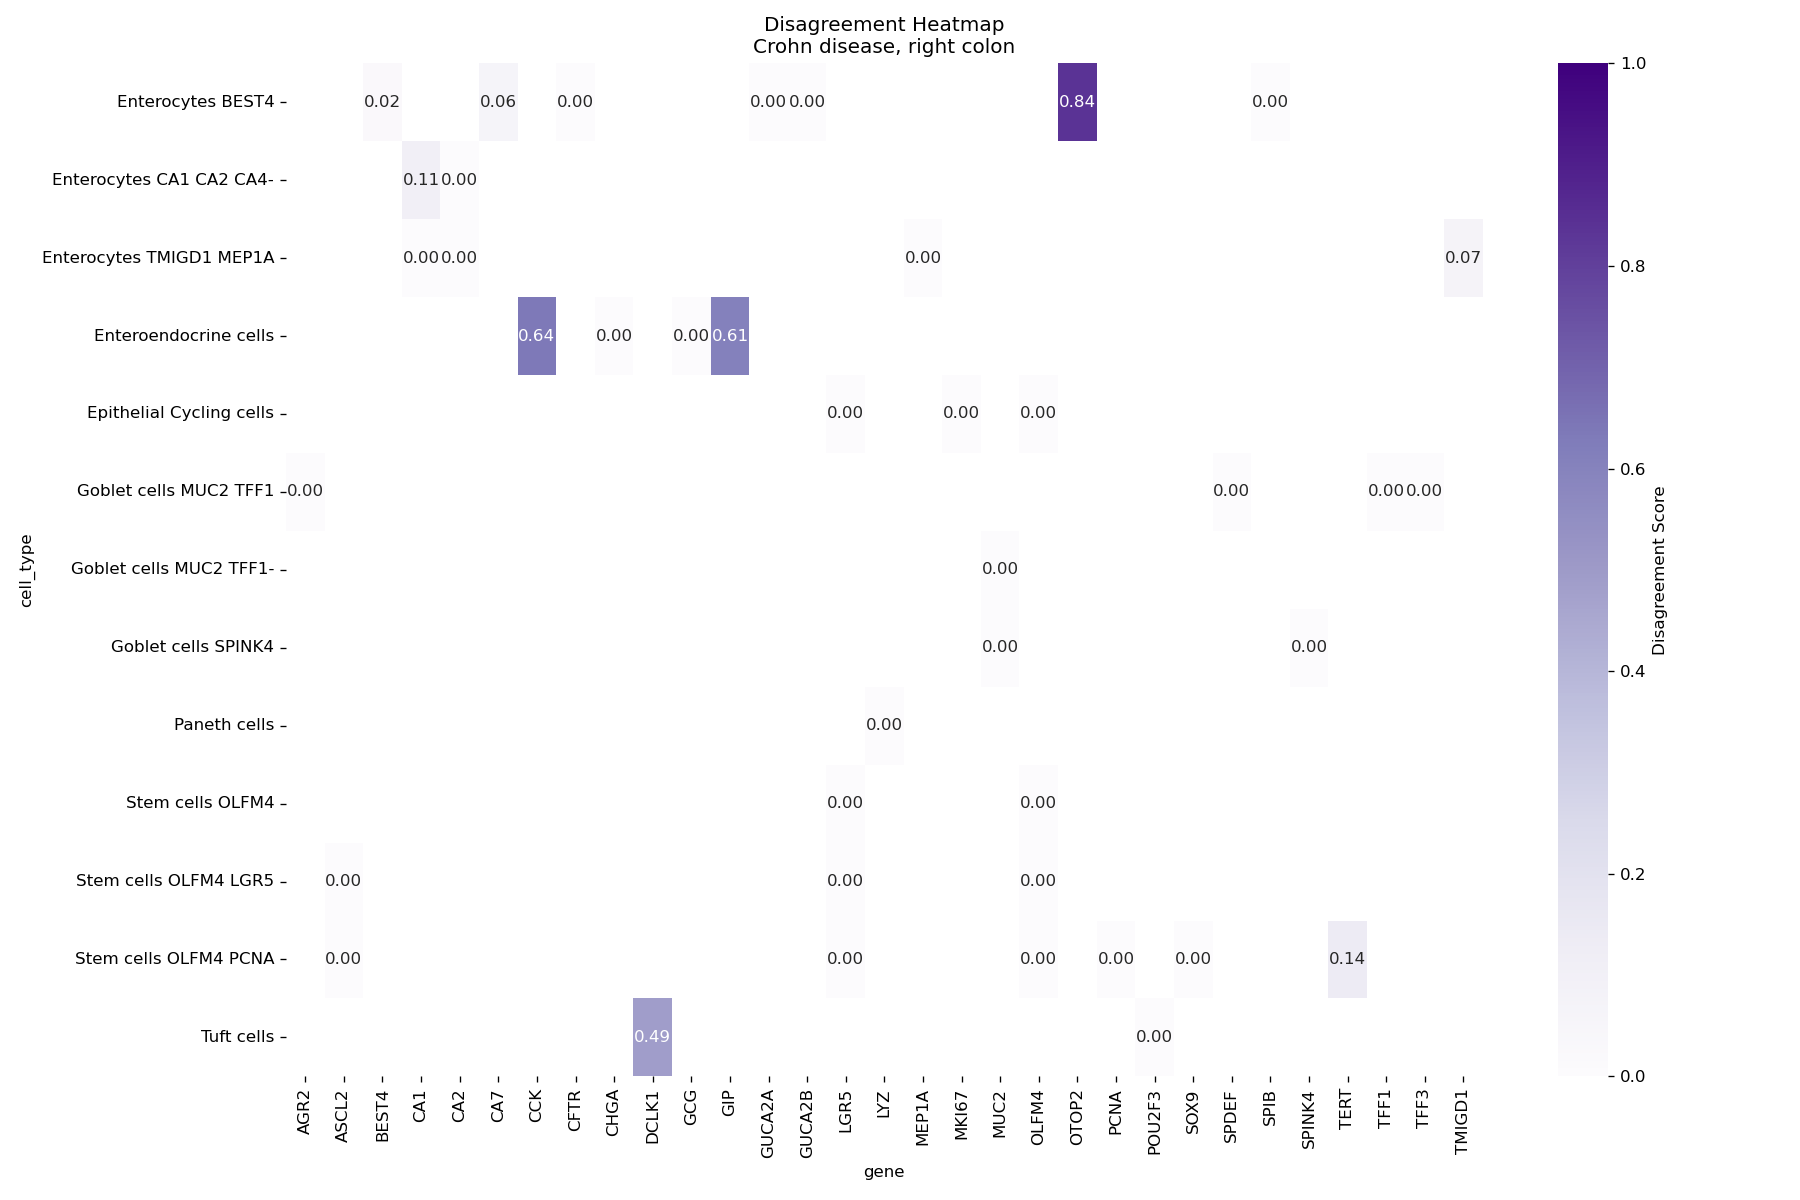 Disagreement Heatmap
Crohn disease, right colon
cell_type
Enterocytes BEST4
0.02 0.06 0.00 0.00 0.00 0.84 0.00
Enterocytes CA1 CA2 CA4-
0.11 0.00
Enterocytes TMIGD1 MEP1A
0.00 0.00 0.00 0.07
Enteroendocrine cells
0.64 0.00 0.00 0.61
Epithelial Cycling cells
0.00 0.00 0.00
Goblet cells MUC2 TFF1
0.00 0.00 0.00 0.00
Goblet cells MUC2 TFF1-
0.00
Goblet cells SPINK4
0.00 0.00
Paneth cells
0.00
Stem cells OLFM4
0.00 0.00
Stem cells OLFM4 LGR5
0.00 0.00 0.00
Stem cells OLFM4 PCNA
0.00 0.00 0.00 0.00 0.00 0.14
Tuft cells
0.49 0.00
AGR2
ASCL2
BEST4
CA1
CA2
CA7
CCK
CFTR
CHGA
DCLK1
GCG
GIP
GUCA2A
GUCA2B
LGR5
LYZ
MEP1A
MKI67
MUC2
OLFM4
OTOP2
PCNA
POU2F3
SOX9
SPDEF
SPIB
SPINK4
TERT
TFF1
TFF3
TMIGD1
gene
1.0
0.8
0.6
0.4
0.2
0.0
Disagreement Score